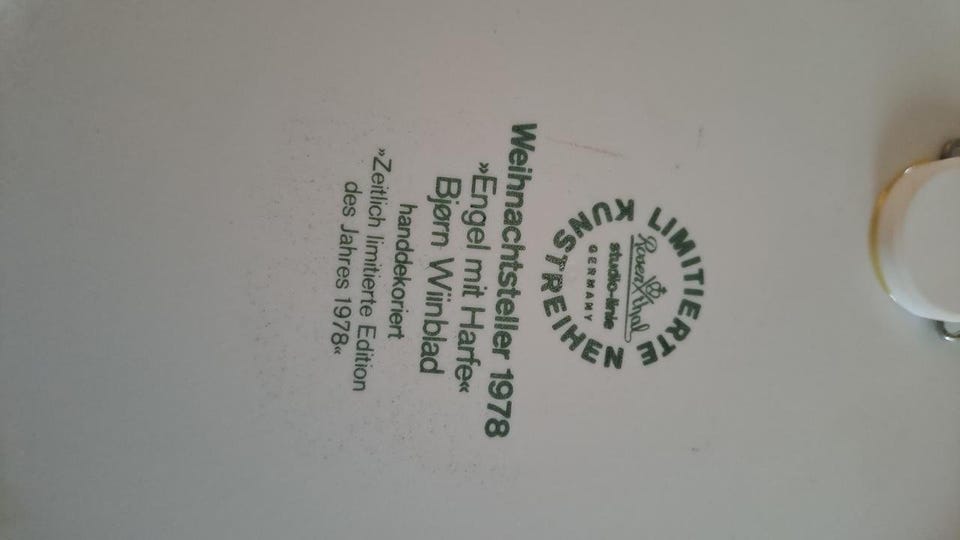 LIMITIERTE
KUNSTREIHEN
Rosenthal
studio-linie
GERMANY
Weihnachtsteller 1978
»Engel mit Harfe«
Bjørn Wiinblad
handdekoriert
»Zeitlich limitierte Edition
des Jahres 1978«